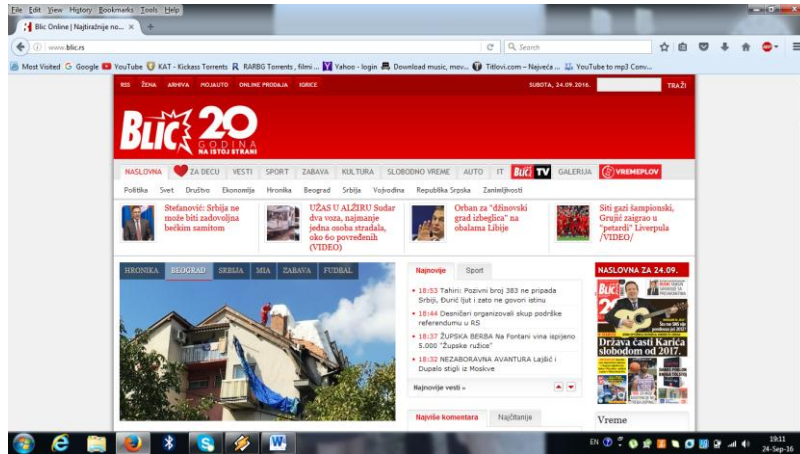 File Edit View History Bookmarks Tools Help
Blic Online | Najtiražnije no...
www.blic.rs
Search
Most Visited Google YouTube KAT - Kickass Torrents RARBG Torrents , filmi ... Yahoo - login Download music, mov... Titlovi.com – Najveća ... YouTube to mp3 Conv...
RSS ŽENA ARHIVA MOJAUTO ONLINE PRODAJA IGRICE SUBOTA, 24.09.2016. TRAŽI
BLIC 20
GODINA
NA ISTOJ STRANI
NASLOVNA ZA DECU VESTI SPORT ZABAVA KULTURA SLOBODNO VREME AUTO IT BLIC TV GALERIJA VREMEPLOV
Politika Svet Društvo Ekonomija Hronika Beograd Srbija Vojvodina Republika Srpska Zanimljivosti
Stefanović: Srbija ne
može biti zadovoljna
bečkim samitom
UŽAS U ALŽIRU Sudar
dva voza, najmanje
jedna osoba stradala,
oko 60 povređenih
(VIDEO)
Orban za "džinovski
grad izbeglica" na
obalama Libije
Siti gazi šampionski,
Grujić zaigrao u
"petardi" Liverpula
/VIDEO/
HRONIKA BEOGRAD SRBIJA MIA ZABAVA FUDBAL
Najnovije Sport
18:53 Tahiri: Pozivni broj 383 ne pripada
Srbiji, Đurić ljut i zato ne govori istinu
18:44 Desničari organizovali skup podrške
referendumu u RS
18:37 ŽUPSKA BERBA Na Fontani vina ispijeno
5.000 "Župske ružice"
18:32 NEZABORAVNA AVANTURA Lajšić i
Dupalo stigli iz Moskve
Najnovije vesti »
Najviše komentara Najčitanije
NASLOVNA ZA 24.09.
BLIC
20
Država časti Karića
slobodom od 2017.
Vreme
EN
19:11
24-Sep-16